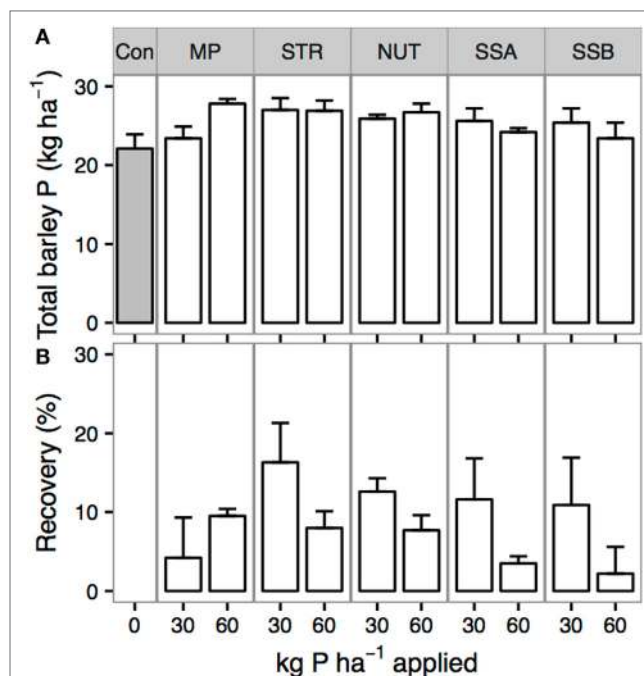 A
Con MP STR NUT SSA SSB
Total barley P (kg ha⁻¹)
30
20
10
0
B
Recovery (%)
30
20
10
0
0 30 60 30 60 30 60 30 60 30 60
kg P ha⁻¹ applied